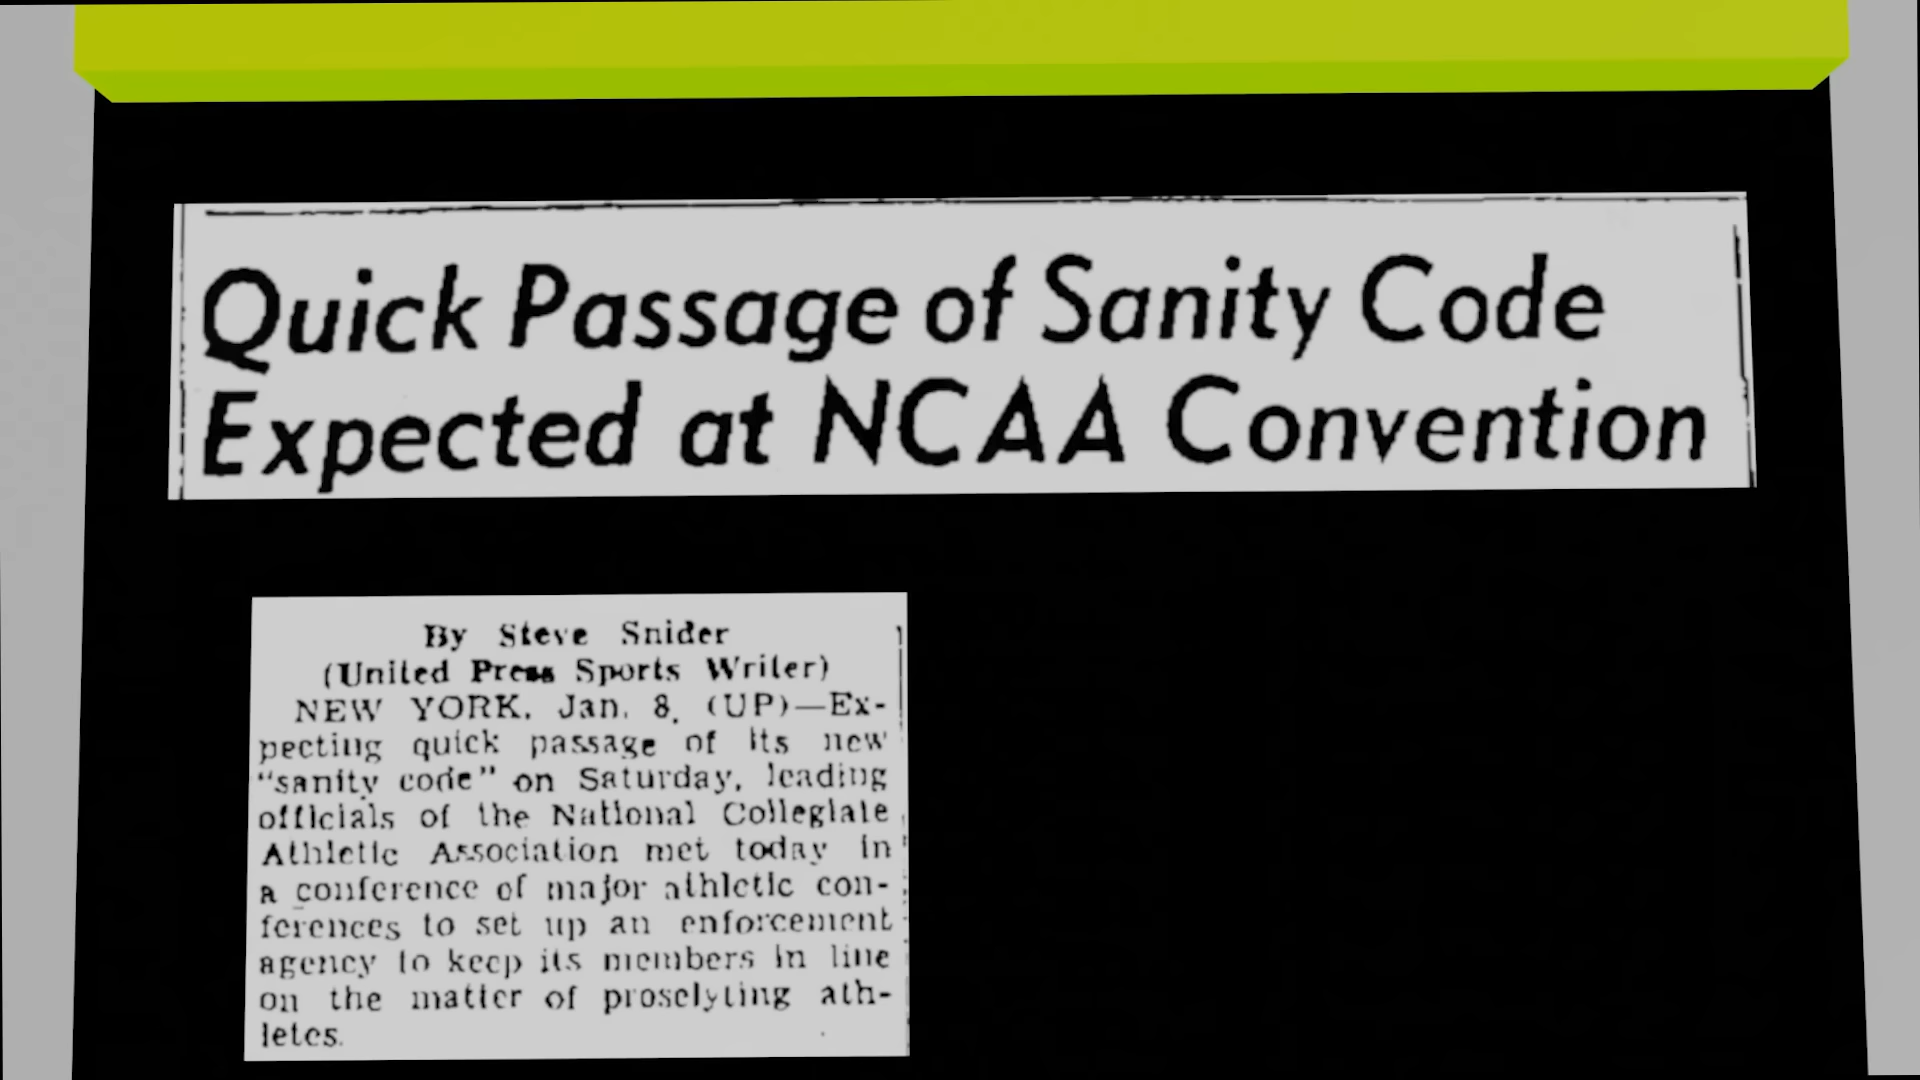 Quick Passage of Sanity Code
Expected at NCAA Convention
By Steve Snider
(United Press Sports Writer)
NEW YORK, Jan. 8. (UP)—Ex-
pecting quick passage of its new
"sanity code" on Saturday, leading
officials of the National Collegiate
Athletic Association met today in
a conference of major athletic con-
ferences to set up an enforcement
agency to keep its members in line
on the matter of proselyting ath-
letes.